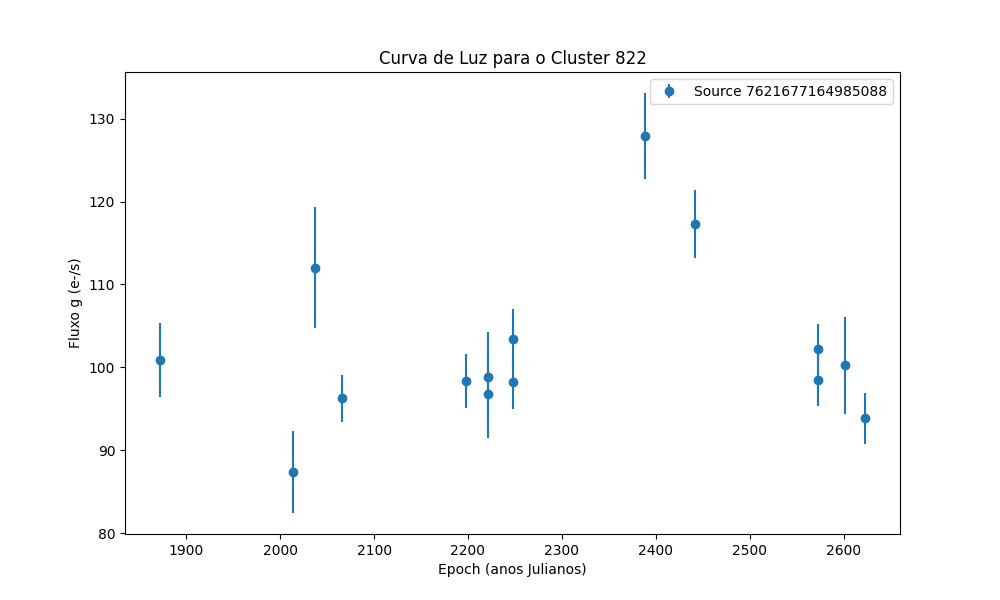 Curva de Luz para o Cluster 822
Source 7621677164985088
130
120
110
100
90
80
Fluxo g (e-/s)
1900 2000 2100 2200 2300 2400 2500 2600
Epoch (anos Julianos)